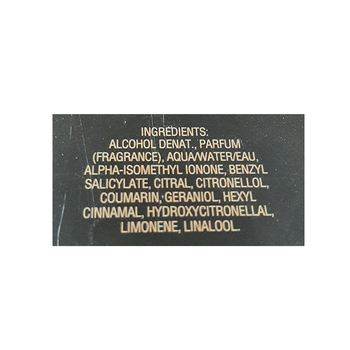 INGREDIENTS:
ALCOHOL DENAT., PARFUM
(FRAGRANCE), AQUA/WATER/EAU,
ALPHA-ISOMETHYL IONONE, BENZYL
SALICYLATE, CITRAL, CITRONELLOL,
COUMARIN, GERANIOL, HEXYL
CINNAMAL, HYDROXYCITRONELLAL,
LIMONENE, LINALOOL.